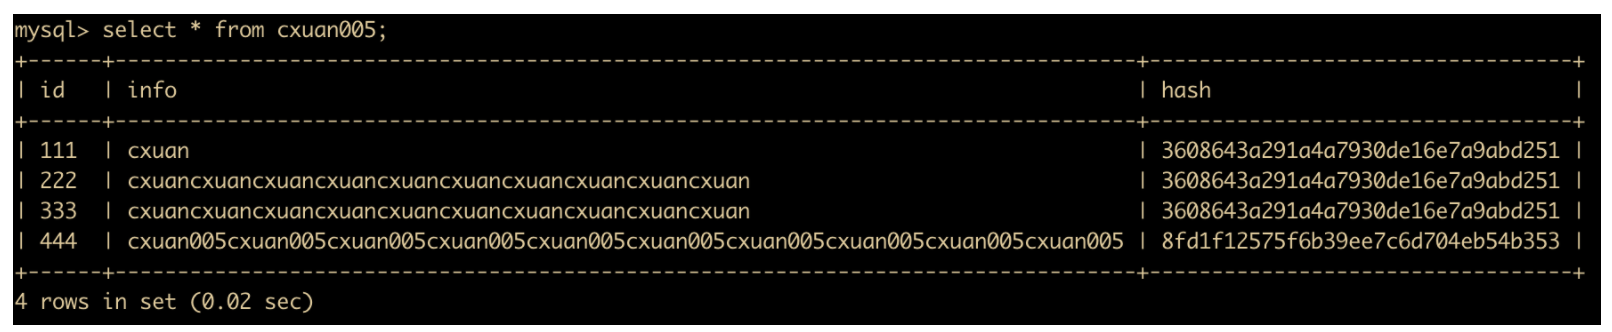 mysql> select * from cxuan005;
+------+----------------------------------------------------------------------------------+----------------------------------+
| id   | info                                                                             | hash                             |
+------+----------------------------------------------------------------------------------+----------------------------------+
| 111  | cxuan                                                                            | 3608643a291a4a7930de16e7a9abd251 |
| 222  | cxuancxuancxuancxuancxuancxuancxuancxuancxuancxuan                               | 3608643a291a4a7930de16e7a9abd251 |
| 333  | cxuancxuancxuancxuancxuancxuancxuancxuancxuancxuan                               | 3608643a291a4a7930de16e7a9abd251 |
| 444  | cxuan005cxuan005cxuan005cxuan005cxuan005cxuan005cxuan005cxuan005cxuan005cxuan005 | 8fd1f12575f6b39ee7c6d704eb54b353 |
+------+----------------------------------------------------------------------------------+----------------------------------+
4 rows in set (0.02 sec)